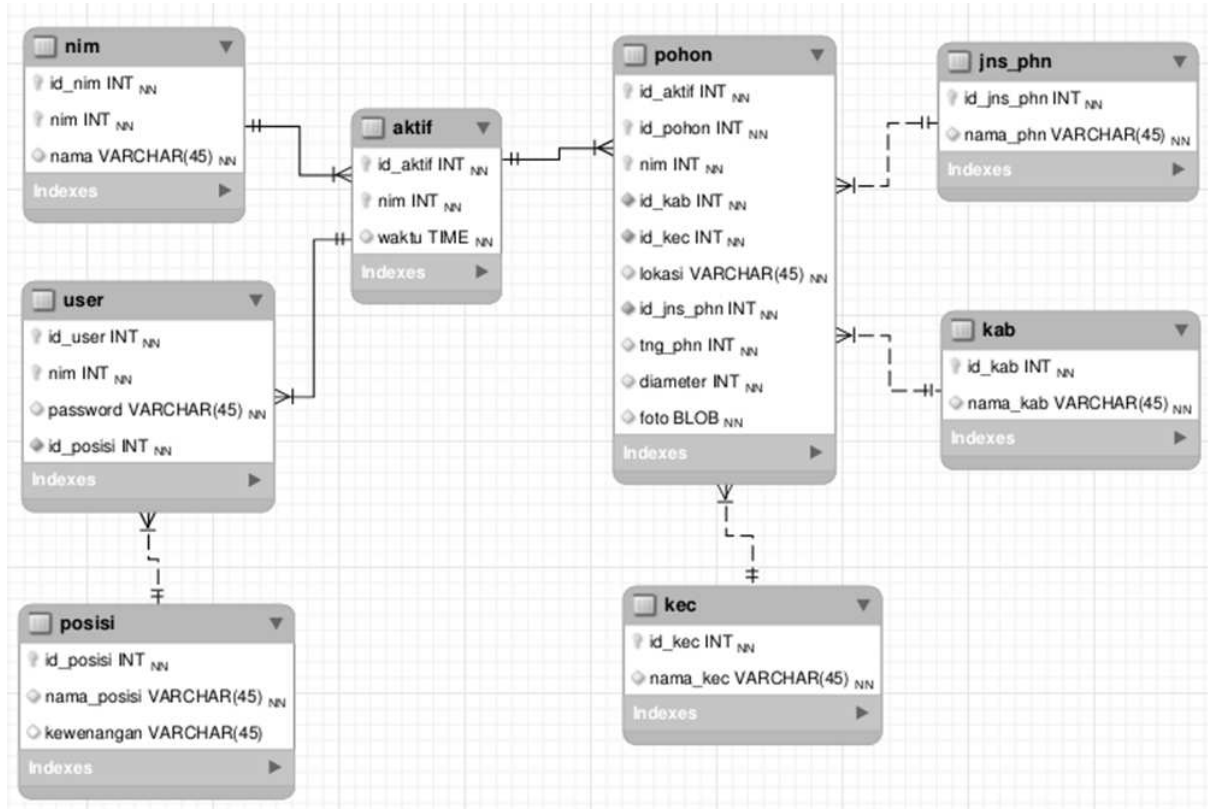 nim
id_nim INT NN
nim INT NN
nama VARCHAR(45) NN
Indexes
aktif
id_aktif INT NN
nim INT NN
waktu TIME NN
Indexes
user
id_user INT NN
nim INT NN
password VARCHAR(45) NN
id_posisi INT NN
Indexes
posisi
id_posisi INT NN
nama_posisi VARCHAR(45) NN
kewenangan VARCHAR(45)
Indexes
pohon
id_aktif INT NN
id_pohon INT NN
nim INT NN
id_kab INT NN
id_kec INT NN
lokasi VARCHAR(45) NN
id_jns_phn INT NN
tng_phn INT NN
diameter INT NN
foto BLOB NN
Indexes
jns_phn
id_jns_phn INT NN
nama_phn VARCHAR(45) NN
Indexes
kab
id_kab INT NN
nama_kab VARCHAR(45) NN
Indexes
kec
id_kec INT NN
nama_kec VARCHAR(45) NN
Indexes